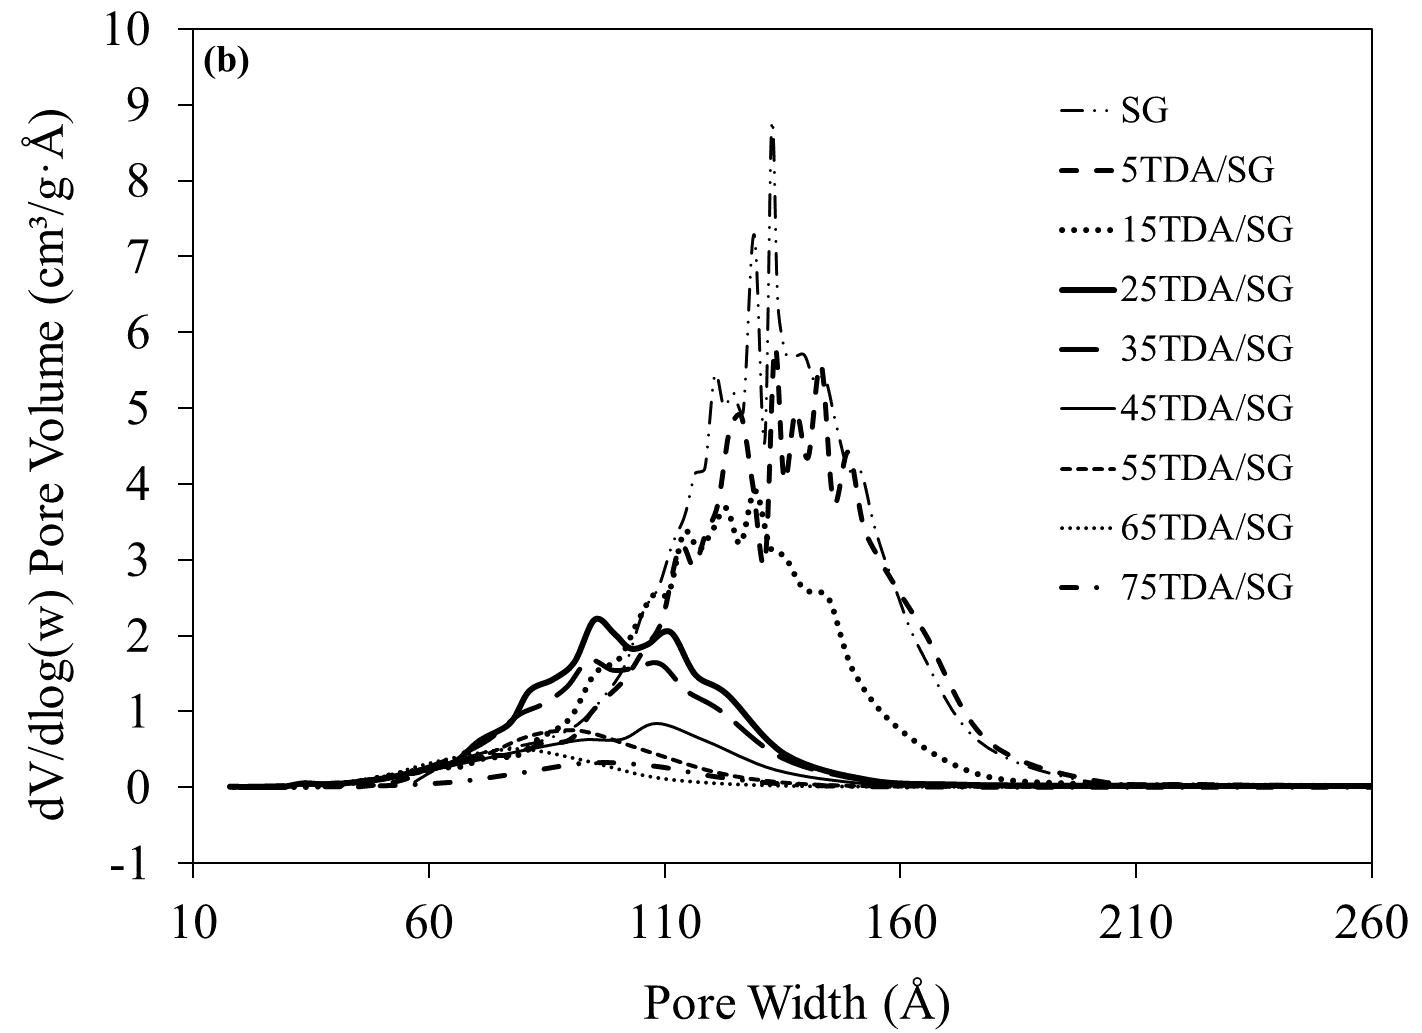 (b)
dV/dlog(w) Pore Volume (cm³/g·Å)
10
9
8
7
6
5
4
3
2
1
0
-1
SG
5TDA/SG
15TDA/SG
25TDA/SG
35TDA/SG
45TDA/SG
55TDA/SG
65TDA/SG
75TDA/SG
10 60 110 160 210 260
Pore Width (Å)